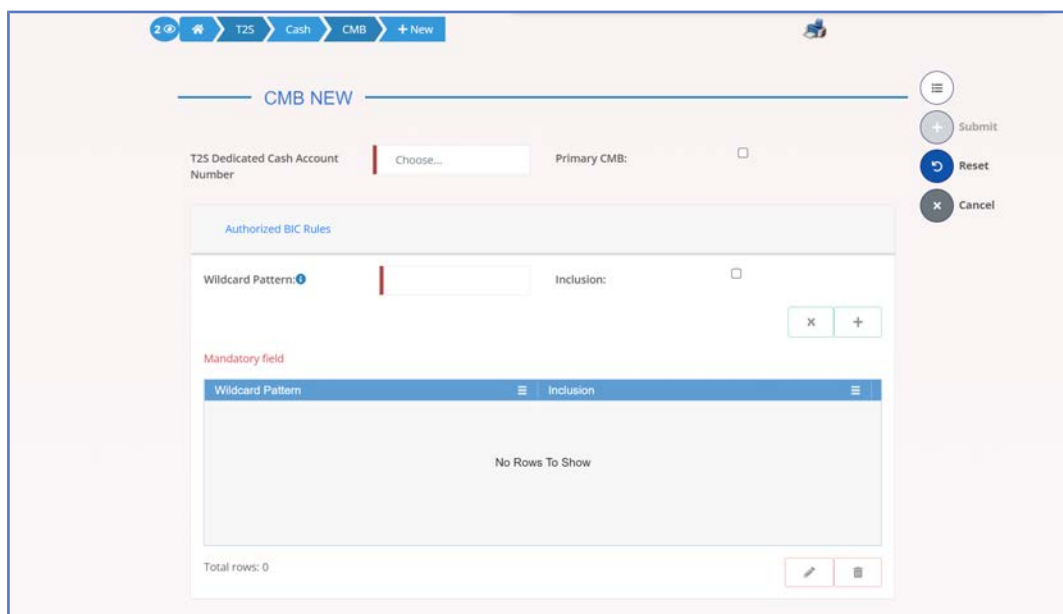 2 T2S Cash CMB + New
CMB NEW
Submit
T2S Dedicated Cash Account
Number
Choose...
Primary CMB:
Reset
Cancel
Authorized BIC Rules
Wildcard Pattern:
Inclusion:
Mandatory field
Wildcard Pattern Inclusion
No Rows To Show
Total rows: 0